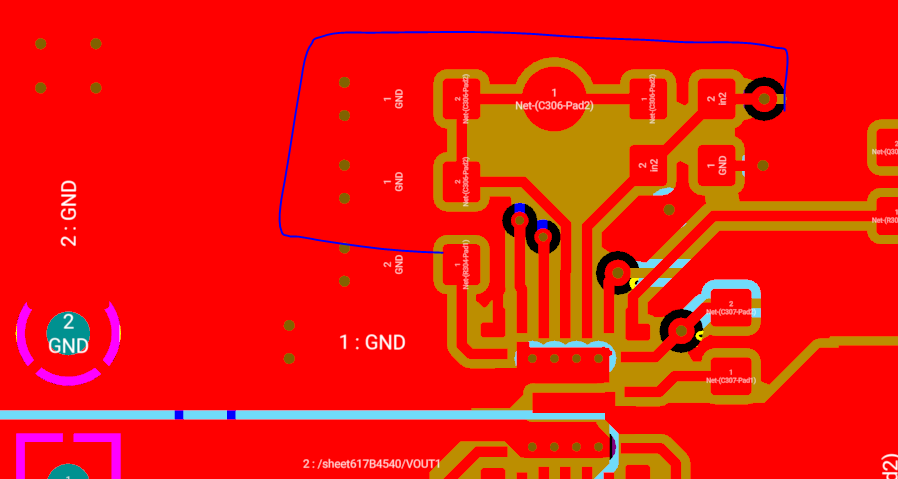 1
GND
2
Net-(C306-Pad2)
1
Net-(C306-Pad2)
1
Net-(C306-Pad2)
2
in2
1
GND
2
Net-(C306-Pad2)
2
in2
1
GND
2 : GND
2
GND
1
Net-(R304-Pad1)
2
Net-(C307-Pad2)
2
GND
1 : GND
1
Net-(C307-Pad1)
2 : /sheet617B4540/VOUT1
1